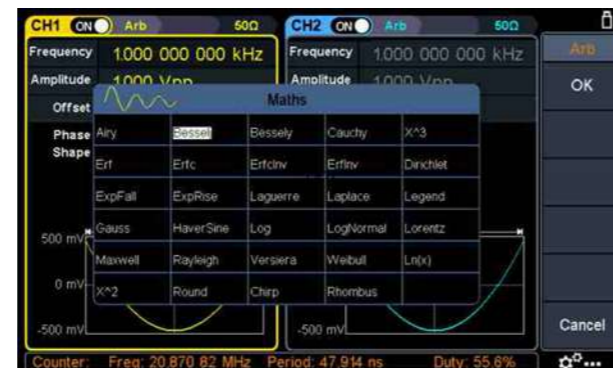 CH1 ON Arb 50Ω CH2 ON Arb 50Ω
Frequency 1.000 000 000 kHz Frequency 1.000 000 000 kHz Arb
Amplitude 1.000 Vpp Amplitude 1.000 Vpp OK
Offset Maths
Phase Airy Besselj Bessely Cauchy X^3
Shape
Erf Erfc ErfcInv ErfInv Dirichlet
ExpFall ExpRise Laguerre Laplace Legend
Gauss HaverSine Log LogNormal Lorentz
500 mV
Maxwell Rayleigh Versiera Weibull Ln(x)
0 mV
X^2 Round Chirp Rhombus
-500 mV -500 mV Cancel
Counter: Freq: 20.870 82 MHz Period: 47.914 ns Duty: 55.6%